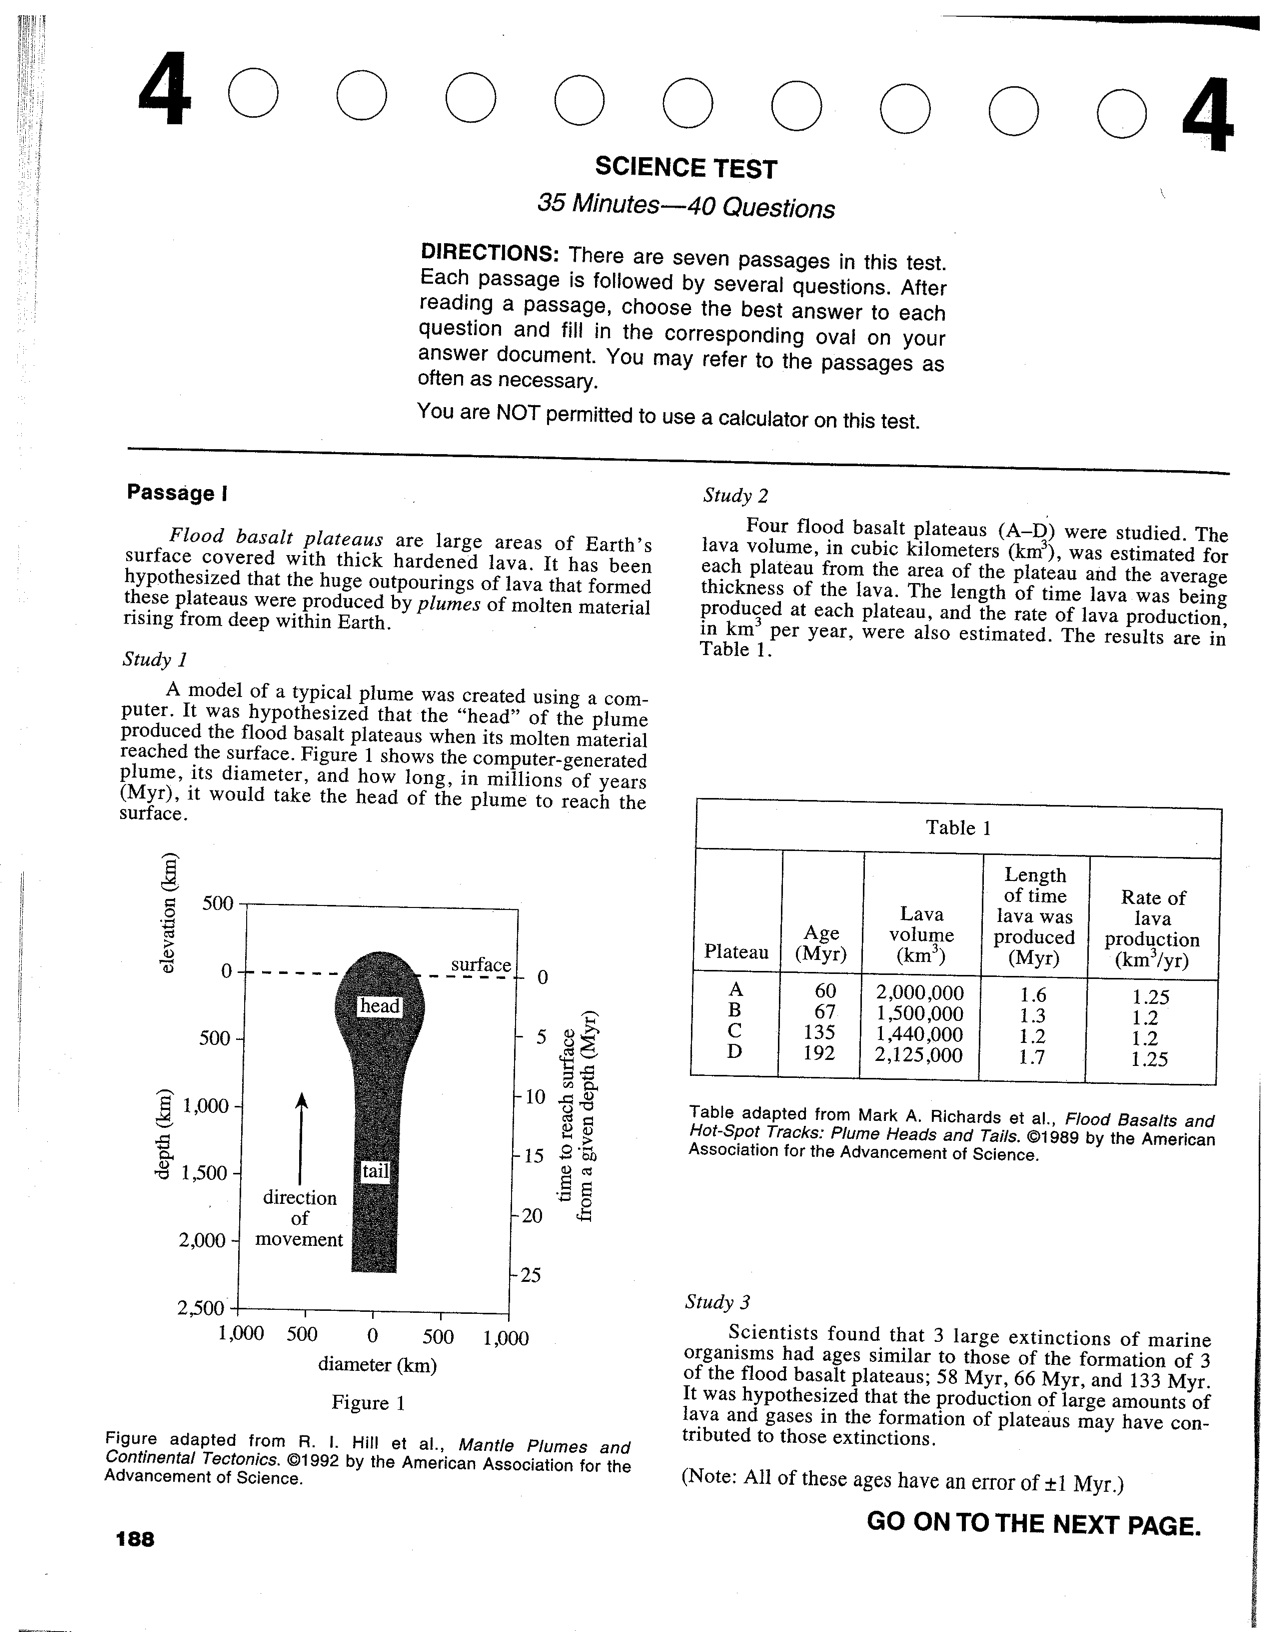 4 4
SCIENCE TEST
35 Minutes—40 Questions
DIRECTIONS: There are seven passages in this test.
Each passage is followed by several questions. After
reading a passage, choose the best answer to each
question and fill in the corresponding oval on your
answer document. You may refer to the passages as
often as necessary.
You are NOT permitted to use a calculator on this test.
Passage I
Flood basalt plateaus are large areas of Earth's
surface covered with thick hardened lava. It has been
hypothesized that the huge outpourings of lava that formed
these plateaus were produced by plumes of molten material
rising from deep within Earth.
Study 1
A model of a typical plume was created using a com-
puter. It was hypothesized that the "head" of the plume
produced the flood basalt plateaus when its molten material
reached the surface. Figure 1 shows the computer-generated
plume, its diameter, and how long, in millions of years
(Myr), it would take the head of the plume to reach the
surface.
elevation (km)
500
0
surface
0
head
500
5
1,000
10
depth (km)
1,500
tail
15
direction
of
movement
2,000
20
25
2,500
time to reach surface
from a given depth (Myr)
1,000 500 0 500 1,000
diameter (km)
Figure 1
Figure adapted from R. I. Hill et al., Mantle Plumes and
Continental Tectonics. ©1992 by the American Association for the
Advancement of Science.
188
Study 2
Four flood basalt plateaus (A–D) were studied. The
lava volume, in cubic kilometers (km³), was estimated for
each plateau from the area of the plateau and the average
thickness of the lava. The length of time lava was being
produced at each plateau, and the rate of lava production,
in km³ per year, were also estimated. The results are in
Table 1.
Table 1
Plateau
Age
(Myr)
Lava
volume
(km³)
Length
of time
lava was
produced
(Myr)
Rate of
lava
production
(km³/yr)
A 60 2,000,000 1.6 1.25
B 67 1,500,000 1.3 1.2
C 135 1,440,000 1.2 1.2
D 192 2,125,000 1.7 1.25
Table adapted from Mark A. Richards et al., Flood Basalts and
Hot-Spot Tracks: Plume Heads and Tails. ©1989 by the American
Association for the Advancement of Science.
Study 3
Scientists found that 3 large extinctions of marine
organisms had ages similar to those of the formation of 3
of the flood basalt plateaus; 58 Myr, 66 Myr, and 133 Myr.
It was hypothesized that the production of large amounts of
lava and gases in the formation of plateaus may have con-
tributed to those extinctions.
(Note: All of these ages have an error of ±1 Myr.)
GO ON TO THE NEXT PAGE.